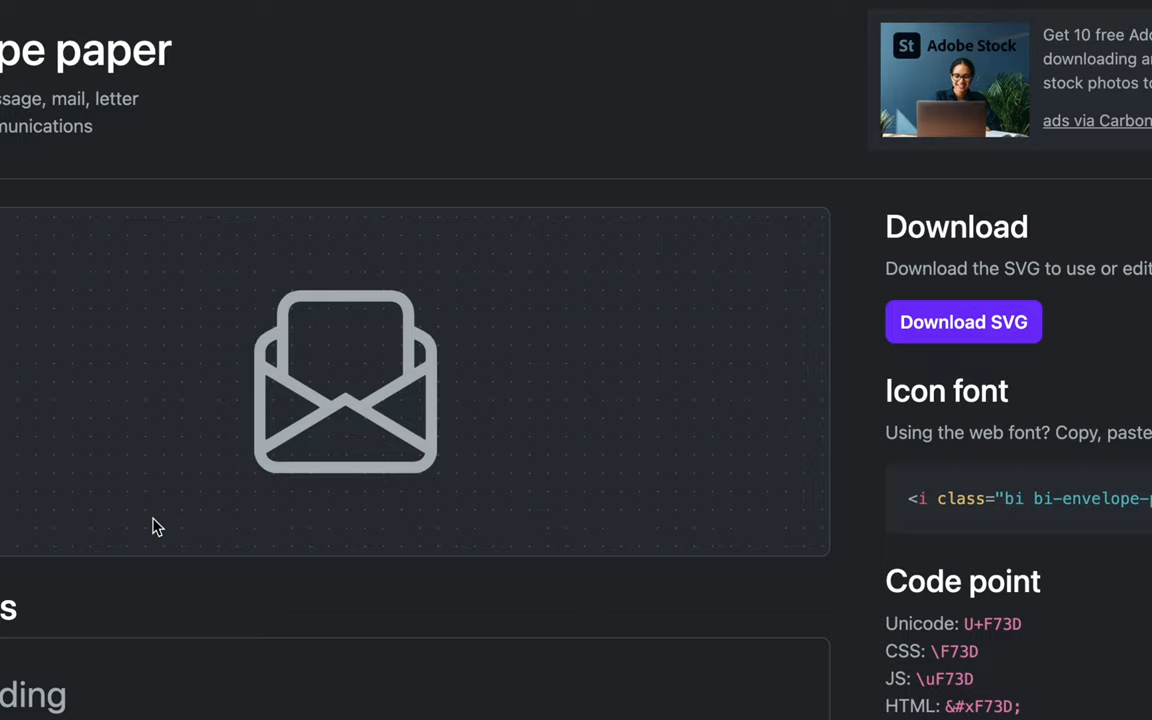 pe paper
ssage, mail, letter
munications
St Adobe Stock
Get 10 free Ado
downloading a
stock photos to
ads via Carbon
Download
Download the SVG to use or edit
Download SVG
Icon font
Using the web font? Copy, paste
<i class="bi bi-envelope-p
Code point
Unicode: U+F73D
CSS: \F73D
JS: \uF73D
HTML: &#xF73D;
s
ding